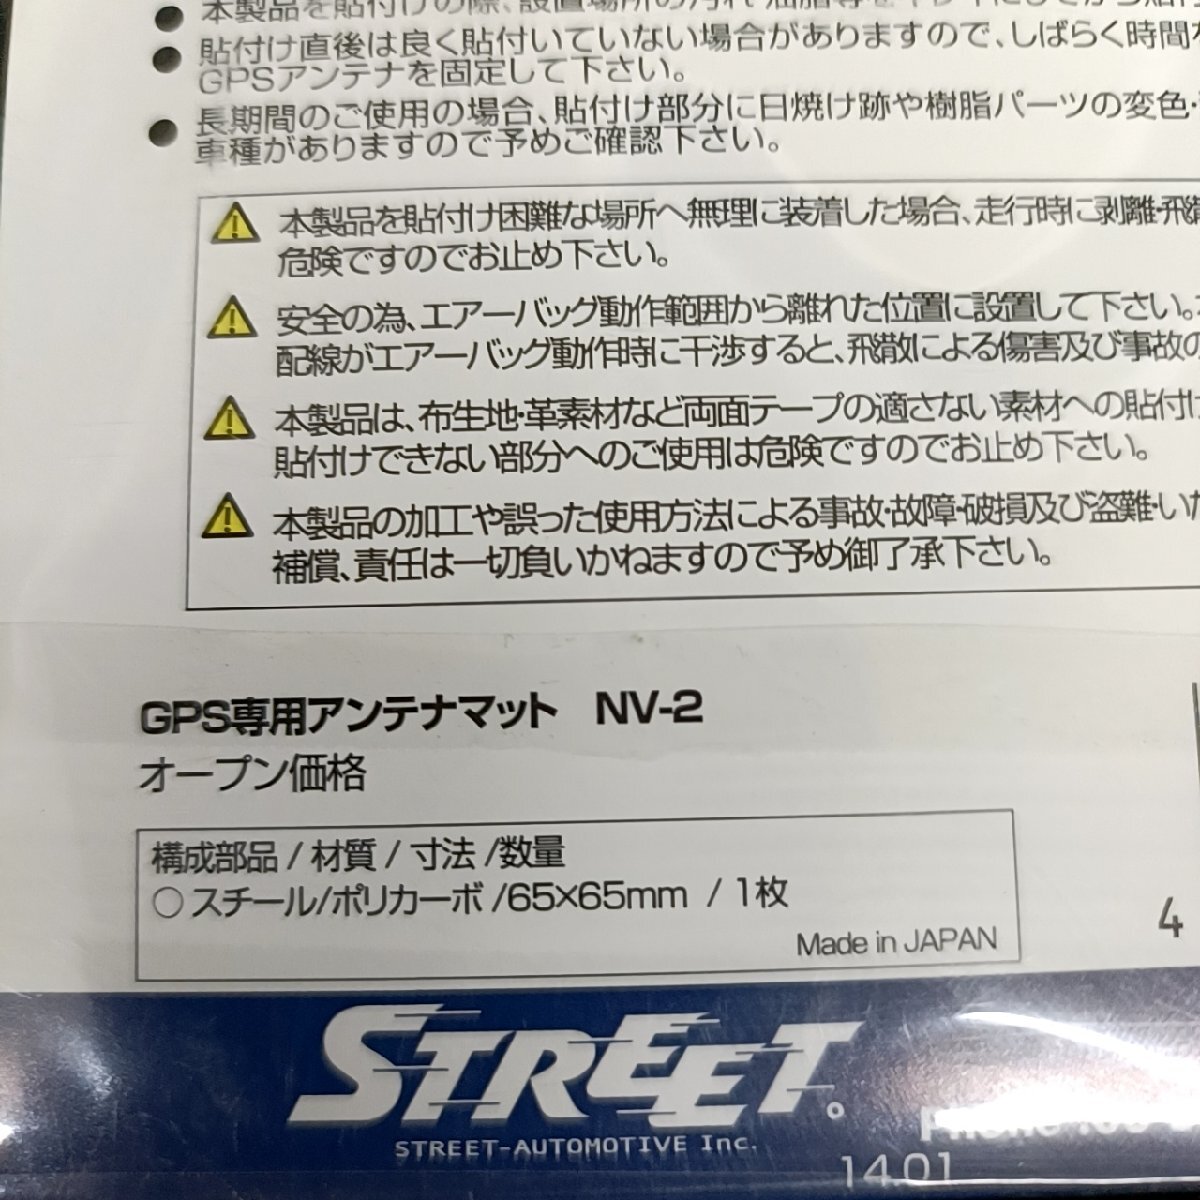 本製品を貼付けの際、設置場所の汚れ・油脂等をキレイに
貼付け直後は良く貼付いていない場合がありますので、しばらく時間
GPSアンテナを固定して下さい。
長期間のご使用の場合、貼付け部分に日焼け跡や樹脂パーツの変色・
車種がありますので予めご確認下さい。
本製品を貼付け困難な場所へ無理に装着した場合、走行時に剥離・飛散
危険ですのでお止め下さい。
安全の為、エアーバッグ動作範囲から離れた位置に設置して下さい。
配線がエアーバッグ動作時に干渉すると、飛散による傷害及び事故の
本製品は、布生地・革素材など両面テープの適さない素材への貼付け
貼付けできない部分へのご使用は危険ですのでお止め下さい。
本製品の加工や誤った使用方法による事故・故障・破損及び盗難・いた
補償、責任は一切負いかねますので予め御了承下さい。
GPS専用アンテナマット NV-2
オープン価格
構成部品 / 材質 / 寸法 /数量
○ スチール/ポリカーボ /65×65mm / 1枚
Made in JAPAN
4
STREET
STREET-AUTOMOTIVE Inc.
14.01